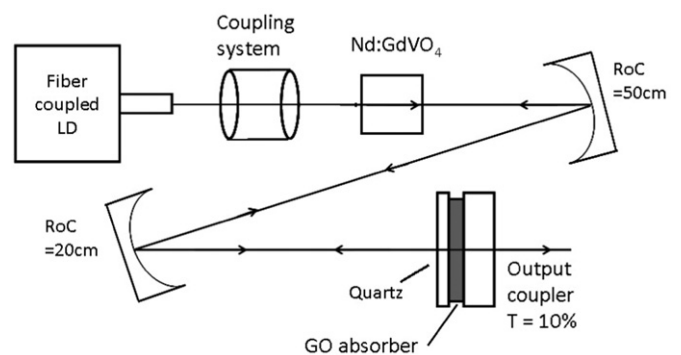 Coupling
system
Nd:GdVO₄
Fiber
coupled
LD
RoC
=50cm
RoC
=20cm
Quartz
Output
coupler
T = 10%
GO absorber